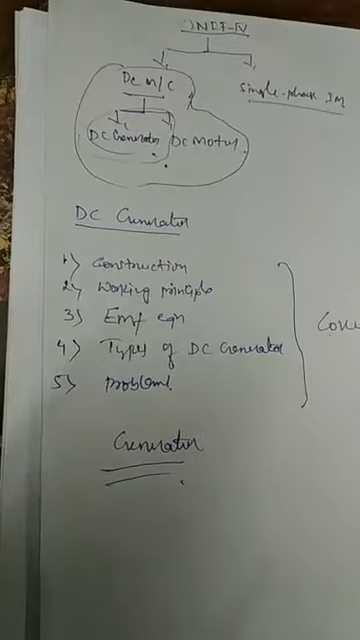 UNIT-IV
DC M/C
Single-phase IM
DC Generator DC Motor
DC Generator
1) Construction
2) Working principle
3) Emf eqn
4) Types of DC Generator
5) Problems
Generator